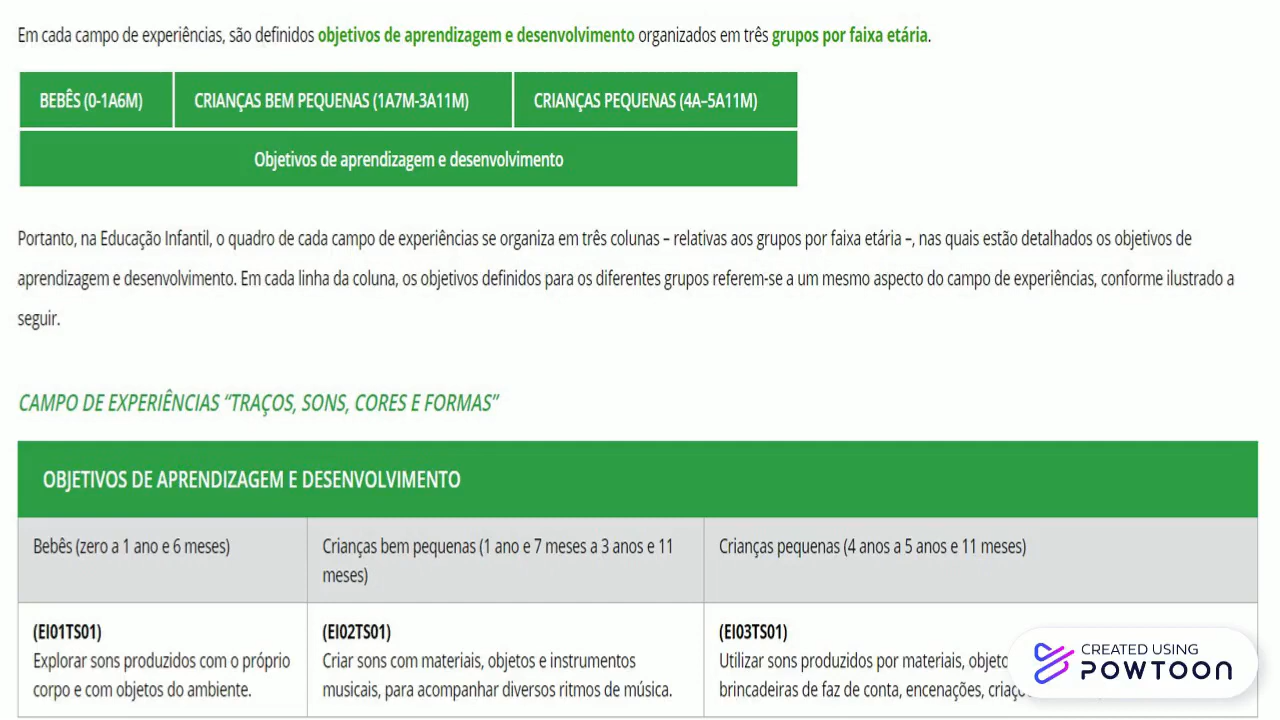 Em cada campo de experiências, são definidos objetivos de aprendizagem e desenvolvimento organizados em três grupos por faixa etária.
BEBÊS (0-1A6M)
CRIANÇAS BEM PEQUENAS (1A7M-3A11M)
CRIANÇAS PEQUENAS (4A–5A11M)
Objetivos de aprendizagem e desenvolvimento
Portanto, na Educação Infantil, o quadro de cada campo de experiências se organiza em três colunas – relativas aos grupos por faixa etária –, nas quais estão detalhados os objetivos de
aprendizagem e desenvolvimento. Em cada linha da coluna, os objetivos definidos para os diferentes grupos referem-se a um mesmo aspecto do campo de experiências, conforme ilustrado a
seguir.
CAMPO DE EXPERIÊNCIAS “TRAÇOS, SONS, CORES E FORMAS”
OBJETIVOS DE APRENDIZAGEM E DESENVOLVIMENTO
Bebês (zero a 1 ano e 6 meses)
Crianças bem pequenas (1 ano e 7 meses a 3 anos e 11
meses)
Crianças pequenas (4 anos a 5 anos e 11 meses)
(EI01TS01)
Explorar sons produzidos com o próprio
corpo e com objetos do ambiente.
(EI02TS01)
Criar sons com materiais, objetos e instrumentos
musicais, para acompanhar diversos ritmos de música.
(EI03TS01)
Utilizar sons produzidos por materiais,
brincadeiras de faz de conta, encenações,
CREATED USING
POWTOON